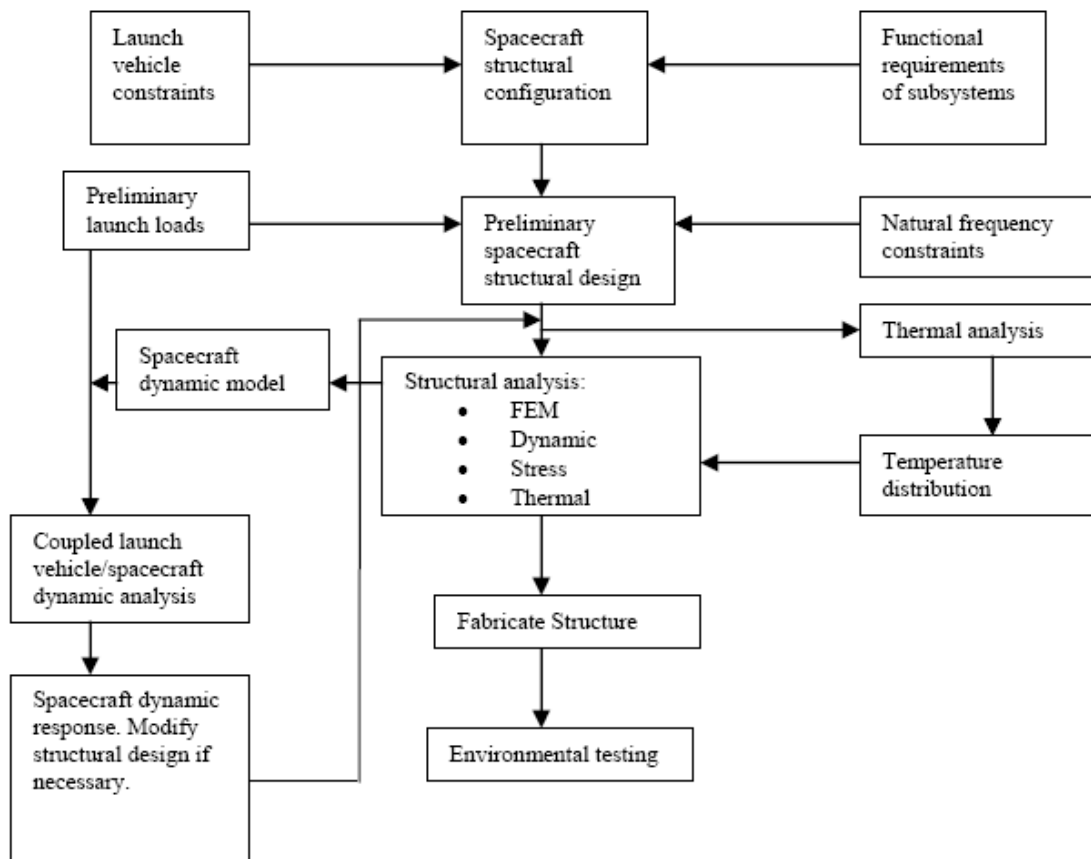 Launch
vehicle
constraints
Spacecraft
structural
configuration
Functional
requirements
of subsystems
Preliminary
launch loads
Preliminary
spacecraft
structural design
Natural frequency
constraints
Thermal analysis
Spacecraft
dynamic model
Structural analysis:
● FEM
● Dynamic
● Stress
● Thermal
Temperature
distribution
Coupled launch
vehicle/spacecraft
dynamic analysis
Fabricate Structure
Spacecraft dynamic
response. Modify
structural design if
necessary.
Environmental testing